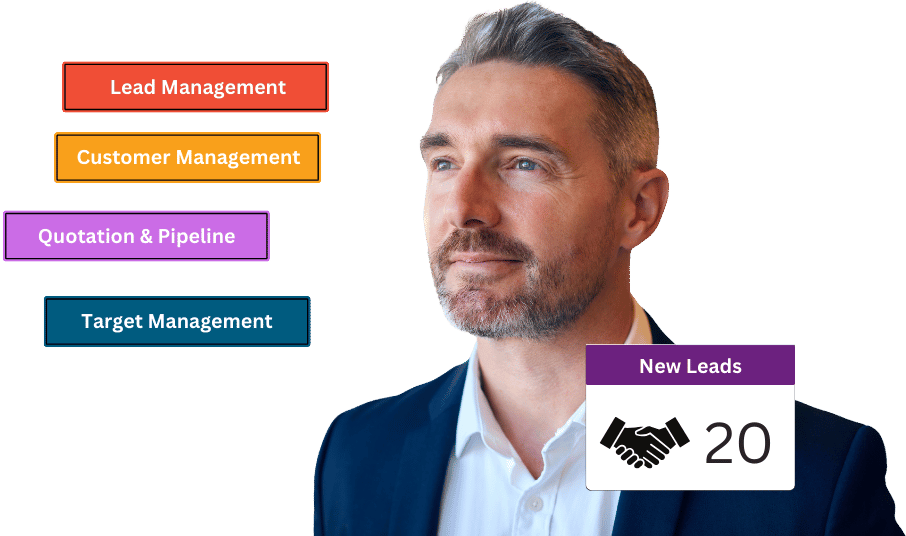 Lead Management
Customer Management
Quotation & Pipeline
Target Management
New Leads
20